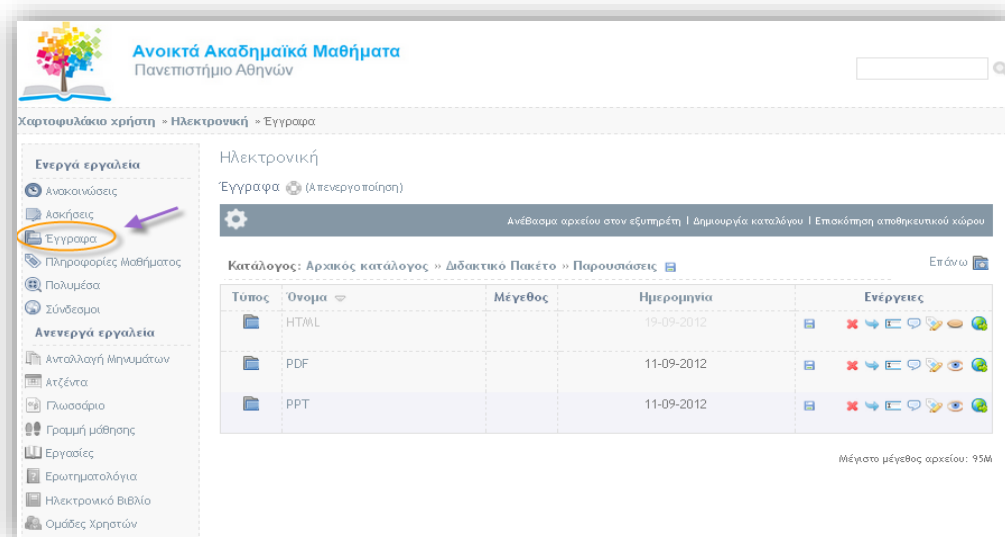 Ανοικτά Ακαδημαϊκά Μαθήματα
Πανεπιστήμιο Αθηνών
Χαρτοφυλάκιο χρήστη » Ηλεκτρονική » Έγγραφα
Ενεργά εργαλεία
Ανακοινώσεις
Ασκήσεις
Έγγραφα
Πληροφορίες Μαθήματος
Πολυμέσα
Σύνδεσμοι
Ανενεργά εργαλεία
Ανταλλαγή Μηνυμάτων
Ατζέντα
Γλωσσάριο
Γραμμή μάθησης
Εργασίες
Ερωτηματολόγια
Ηλεκτρονικό Βιβλίο
Ομάδες Χρηστών
Ηλεκτρονική
Έγγραφα (Απενεργοποίηση)
Ανέβασμα αρχείου στον εξυπηρέτη | Δημιουργία καταλόγου | Επισκόπηση αποθηκευτικού χώρου
Κατάλογος: Αρχικός κατάλογος » Διδακτικό Πακέτο » Παρουσιάσεις Επάνω
Τύπος Όνομα Μέγεθος Ημερομηνία Ενέργειες
HTML 19-09-2012
PDF 11-09-2012
PPT 11-09-2012
Μέγιστο μέγεθος αρχείου: 95M